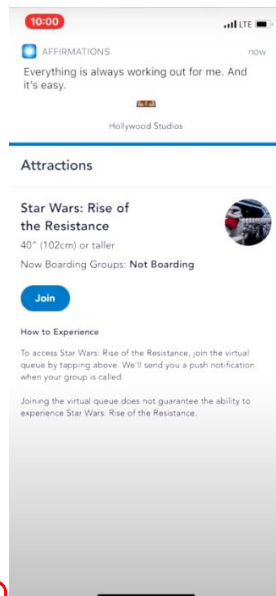 10:00
LTE
AFFIRMATIONS
now
Everything is always working out for me. And
it's easy.
Hollywood Studios
Attractions
Star Wars: Rise of
the Resistance
40" (102cm) or taller
Now Boarding Groups: Not Boarding
Join
How to Experience
To access Star Wars: Rise of the Resistance, join the virtual
queue by tapping above. We'll send you a push notification
when your group is called.
Joining the virtual queue does not guarantee the ability to
experience Star Wars: Rise of the Resistance.